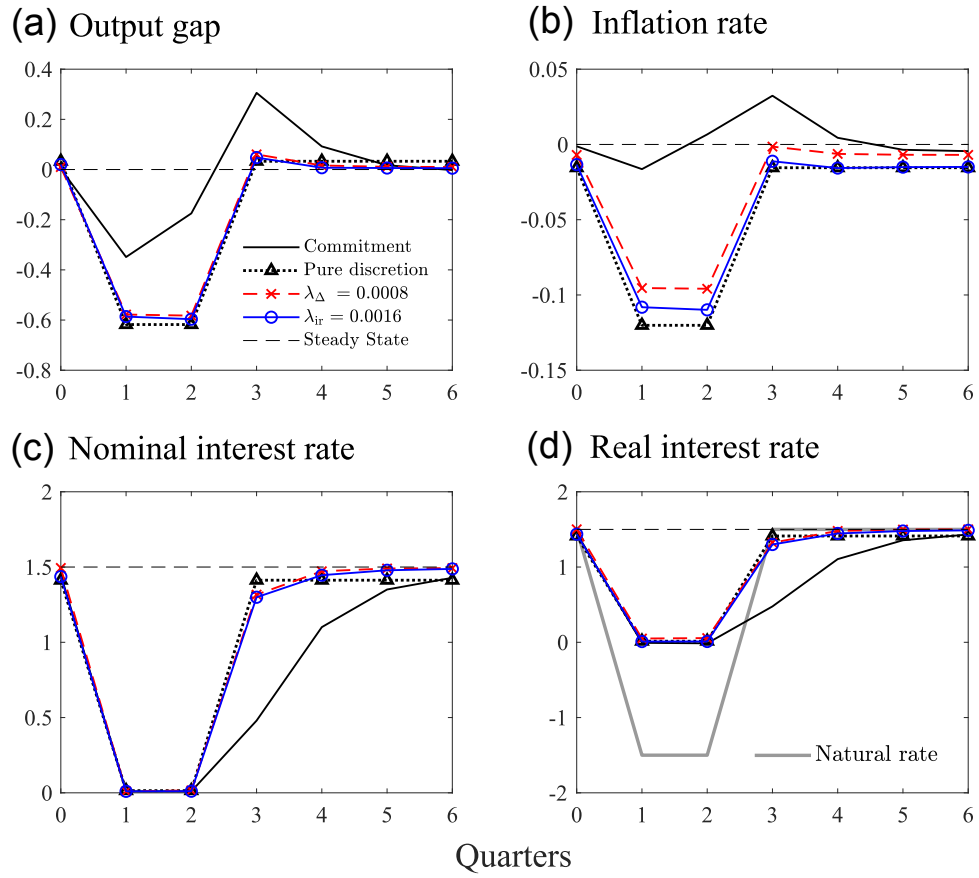 (a) Output gap
0.4
0.2
0
-0.2
-0.4
-0.6
-0.8
0 1 2 3 4 5 6
Commitment
Pure discretion
λ_Δ = 0.0008
λ_ir = 0.0016
Steady State
(b) Inflation rate
0.05
0
-0.05
-0.1
-0.15
0 1 2 3 4 5 6
(c) Nominal interest rate
2
1.5
1
0.5
0
0 1 2 3 4 5 6
(d) Real interest rate
2
1
0
-1
-2
0 1 2 3 4 5 6
Natural rate
Quarters